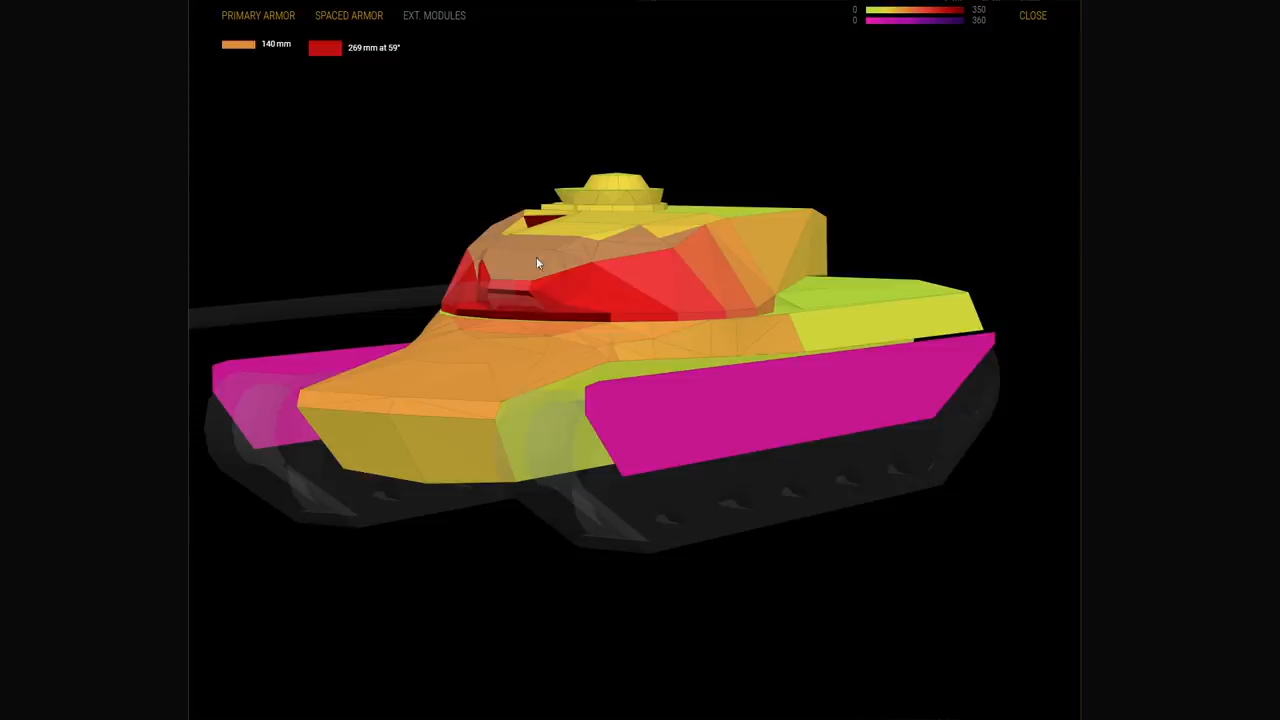 PRIMARY ARMOR SPACED ARMOR EXT. MODULES 0 350 CLOSE
0 360
140 mm 269 mm at 59°